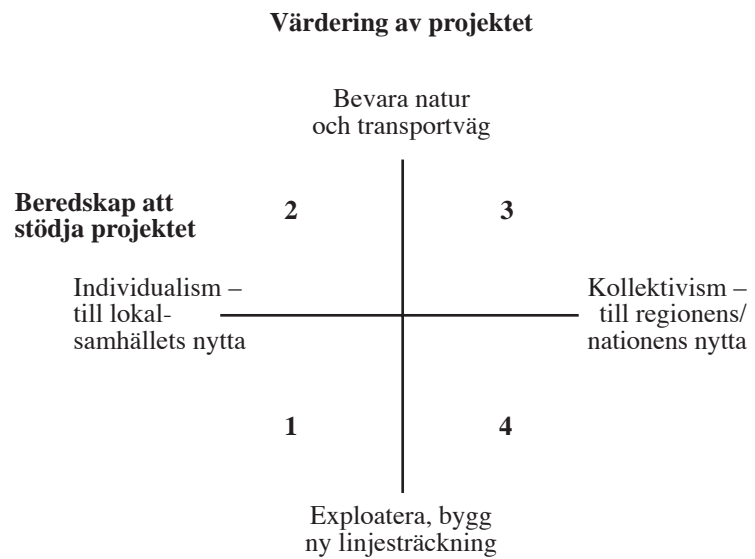 Värdering av projektet
Bevara natur
och transportväg
Beredskap att
stödja projektet
2
3
Individualism –
till lokal-
samhällets nytta
Kollektivism –
till regionens/
nationens nytta
1
4
Exploatera, bygg
ny linjesträckning